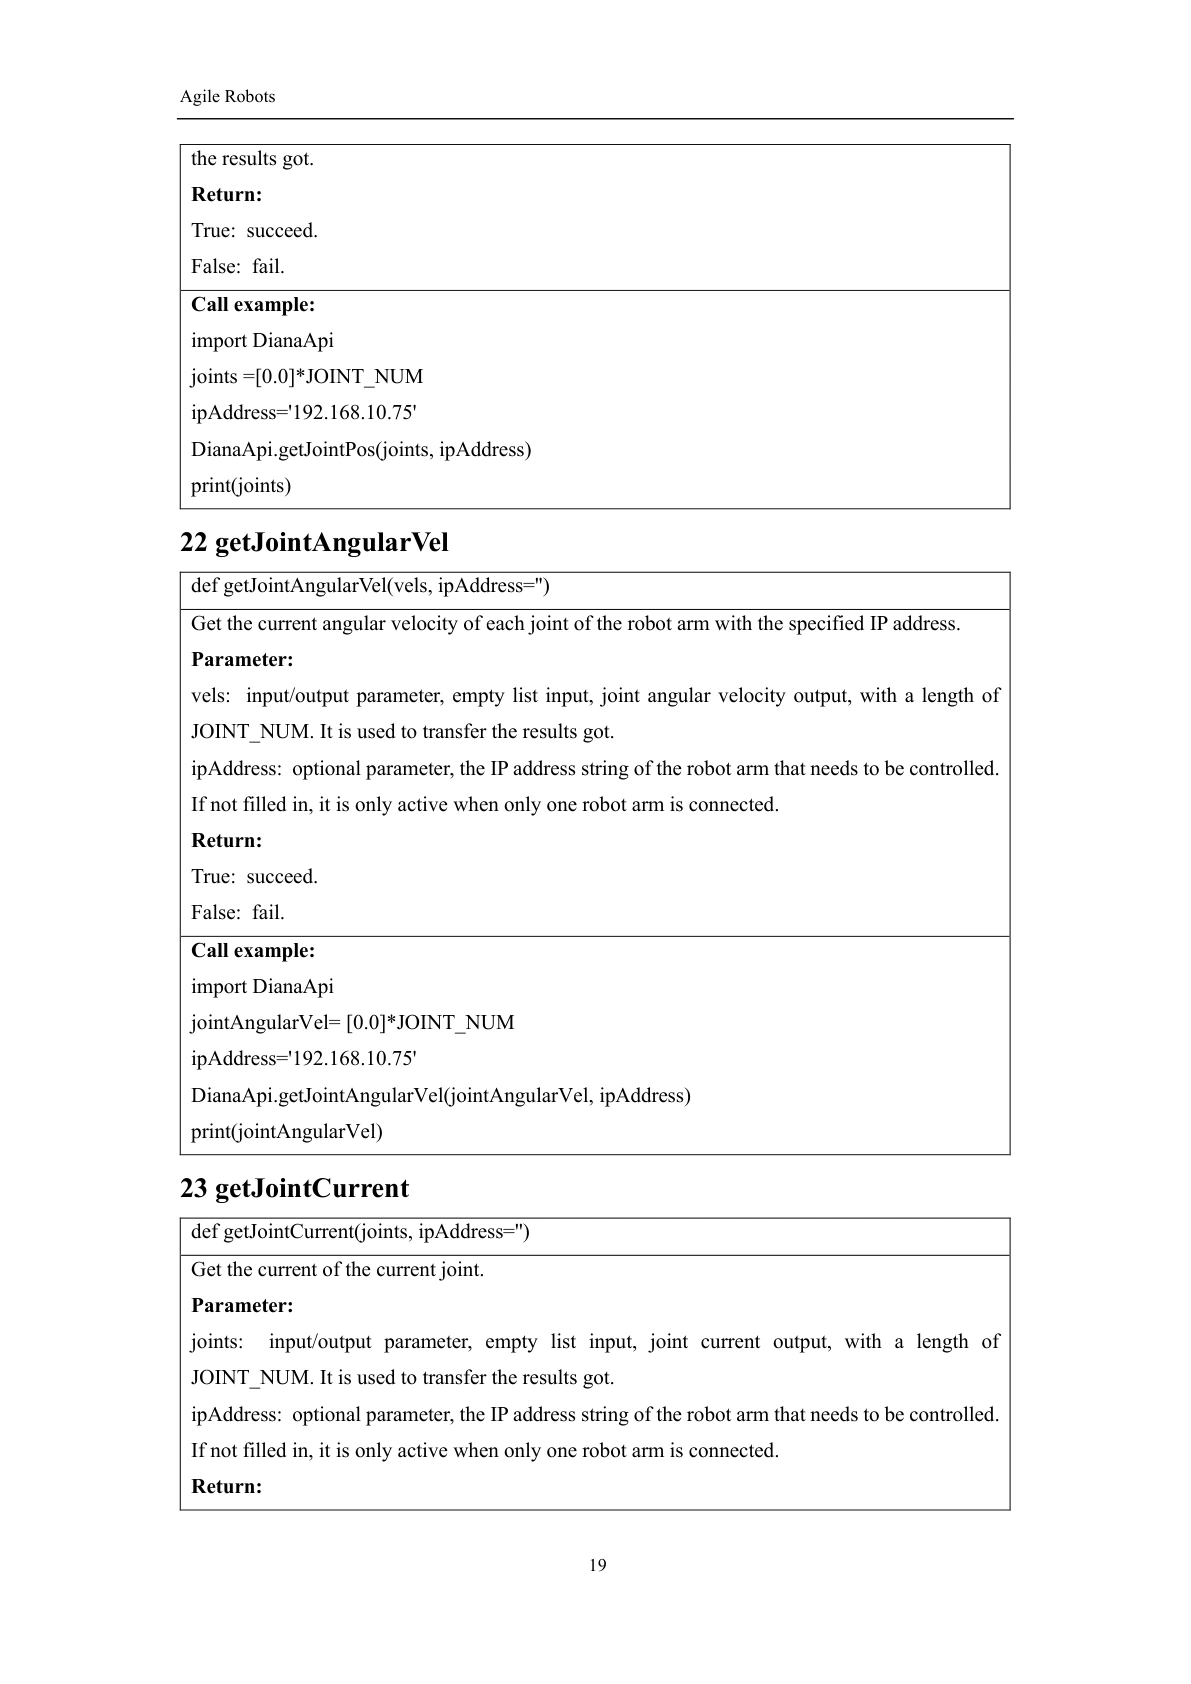 Agile Robots
the results got.
Return:
True: succeed.
False: fail.
Call example:
import DianaApi
joints =[0.0]*JOINT_NUM
ipAddress='192.168.10.75'
DianaApi.getJointPos(joints, ipAddress)
print(joints)
22 getJointAngularVel
def getJointAngularVel(vels, ipAddress='')
Get the current angular velocity of each joint of the robot arm with the specified IP address.
Parameter:
vels: input/output parameter, empty list input, joint angular velocity output, with a length of
JOINT_NUM. It is used to transfer the results got.
ipAddress: optional parameter, the IP address string of the robot arm that needs to be controlled.
If not filled in, it is only active when only one robot arm is connected.
Return:
True: succeed.
False: fail.
Call example:
import DianaApi
jointAngularVel= [0.0]*JOINT_NUM
ipAddress='192.168.10.75'
DianaApi.getJointAngularVel(jointAngularVel, ipAddress)
print(jointAngularVel)
23 getJointCurrent
def getJointCurrent(joints, ipAddress='')
Get the current of the current joint.
Parameter:
joints: input/output parameter, empty list input, joint current output, with a length of
JOINT_NUM. It is used to transfer the results got.
ipAddress: optional parameter, the IP address string of the robot arm that needs to be controlled.
If not filled in, it is only active when only one robot arm is connected.
Return:
19